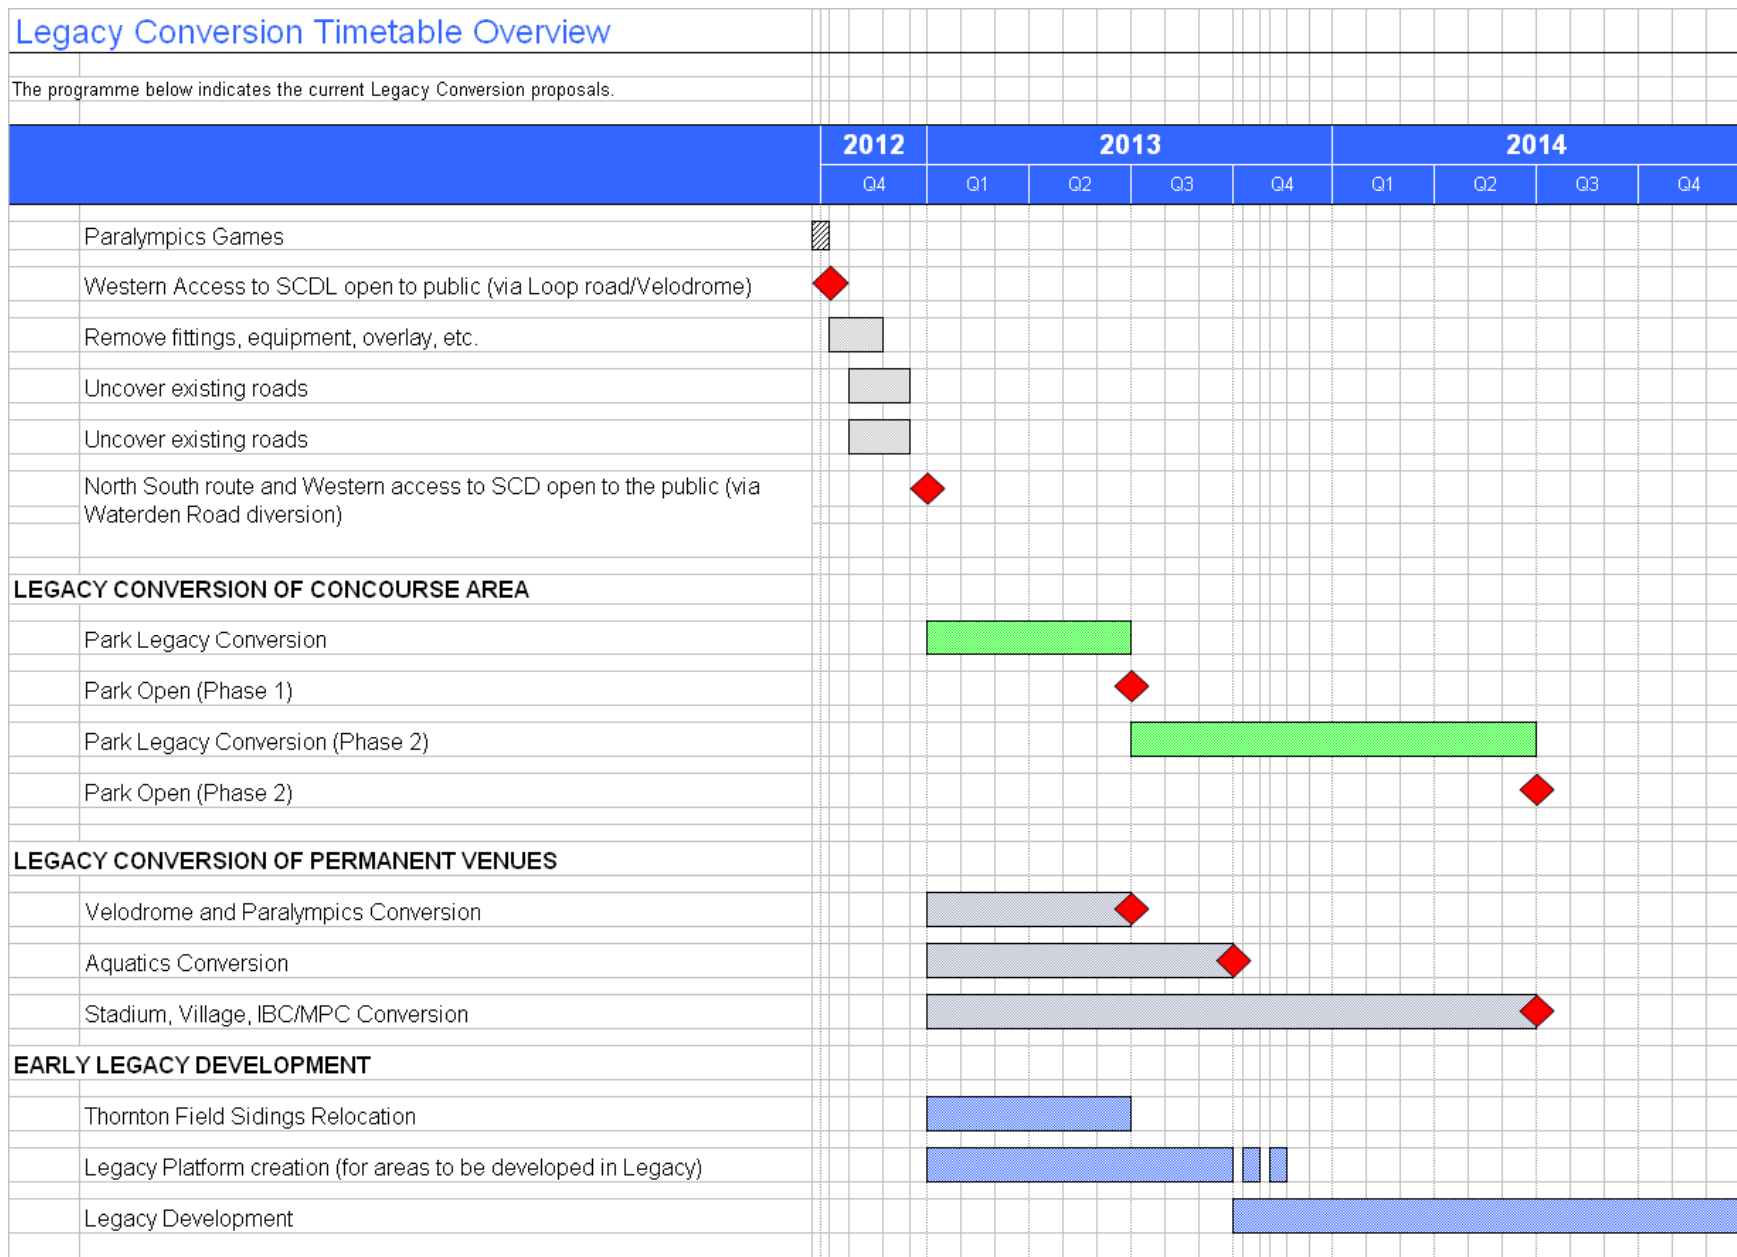 Legacy Conversion Timetable Overview
The programme below indicates the current Legacy Conversion proposals.
2012 2013 2014
Q4 Q1 Q2 Q3 Q4 Q1 Q2 Q3 Q4
Paralympics Games
Western Access to SCDL open to public (via Loop road/Velodrome)
Remove fittings, equipment, overlay, etc.
Uncover existing roads
Uncover existing roads
North South route and Western access to SCD open to the public (via
Waterden Road diversion)
LEGACY CONVERSION OF CONCOURSE AREA
Park Legacy Conversion
Park Open (Phase 1)
Park Legacy Conversion (Phase 2)
Park Open (Phase 2)
LEGACY CONVERSION OF PERMANENT VENUES
Velodrome and Paralympics Conversion
Aquatics Conversion
Stadium, Village, IBC/MPC Conversion
EARLY LEGACY DEVELOPMENT
Thornton Field Sidings Relocation
Legacy Platform creation (for areas to be developed in Legacy)
Legacy Development